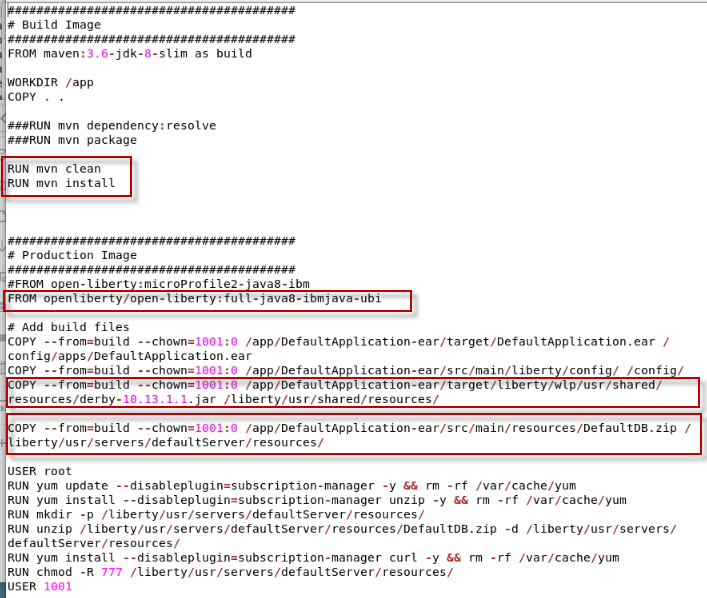 ########################################
# Build Image
########################################
FROM maven:3.6-jdk-8-slim as build
WORKDIR /app
COPY . .
###RUN mvn dependency:resolve
###RUN mvn package
RUN mvn clean
RUN mvn install
########################################
# Production Image
########################################
#FROM open-liberty:microProfile2-java8-ibm
FROM openliberty/open-liberty:full-java8-ibmjava-ubi
# Add build files
COPY --from=build --chown=1001:0 /app/DefaultApplication-ear/target/DefaultApplication.ear /
config/apps/DefaultApplication.ear
COPY --from=build --chown=1001:0 /app/DefaultApplication-ear/src/main/liberty/config/ /config/
COPY --from=build --chown=1001:0 /app/DefaultApplication-ear/target/liberty/wlp/usr/shared/
resources/derby-10.13.1.1.jar /liberty/usr/shared/resources/
COPY --from=build --chown=1001:0 /app/DefaultApplication-ear/src/main/resources/DefaultDB.zip /
liberty/usr/servers/defaultServer/resources/
USER root
RUN yum update --disableplugin=subscription-manager -y && rm -rf /var/cache/yum
RUN yum install --disableplugin=subscription-manager unzip -y && rm -rf /var/cache/yum
RUN mkdir -p /liberty/usr/servers/defaultServer/resources/
RUN unzip /liberty/usr/servers/defaultServer/resources/DefaultDB.zip -d /liberty/usr/servers/
defaultServer/resources/
RUN yum install --disableplugin=subscription-manager curl -y && rm -rf /var/cache/yum
RUN chmod -R 777 /liberty/usr/servers/defaultServer/resources/
USER 1001